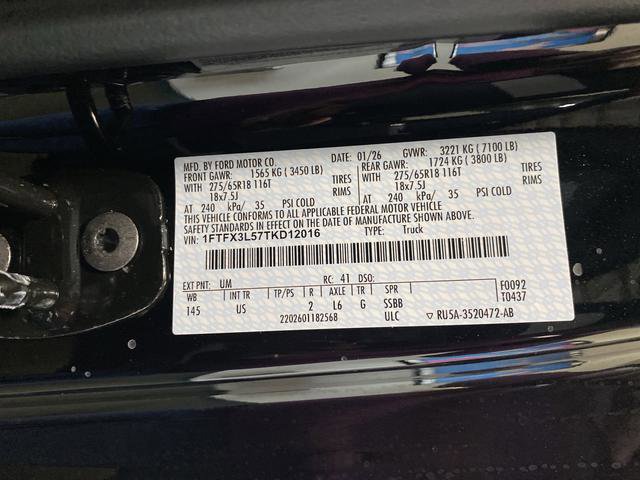 MFD. BY FORD MOTOR CO. DATE: 01/26 GVWR: 3221 KG ( 7100 LB)
FRONT GAWR: 1565 KG ( 3450 LB) REAR GAWR: 1724 KG ( 3800 LB)
WITH 275/65R18 116T TIRES WITH 275/65R18 116T TIRES
18x7.5J RIMS 18x7.5J RIMS
AT 240 kPa/ 35 PSI COLD AT 240 kPa/ 35 PSI COLD
THIS VEHICLE CONFORMS TO ALL APPLICABLE FEDERAL MOTOR VEHICLE
SAFETY STANDARDS IN EFFECT ON THE DATE OF MANUFACTURE SHOWN ABOVE.
VIN: 1FTFX3L57TKD12016 TYPE: Truck
EXT PNT: UM RC: 41 DSO:
WB INT TR TP/PS R AXLE TR SPR F0092
145 US 2 L6 G SSBB T0437
2202601182568 ULC ▽ RU5A-3520472-AB